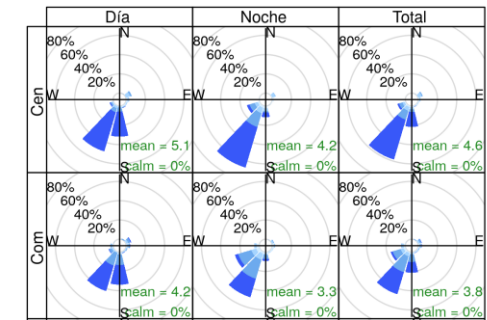 Día Noche Total
Cen
N N N
80% 80% 80%
60% 60% 60%
40% 40% 40%
20% 20% 20%
W E W E W E
mean = 5.1 mean = 4.2 mean = 4.6
S calm = 0% S calm = 0% S calm = 0%
Com
N N N
80% 80% 80%
60% 60% 60%
40% 40% 40%
20% 20% 20%
W E W E W E
mean = 4.2 mean = 3.3 mean = 3.8
S calm = 0% S calm = 0% S calm = 0%